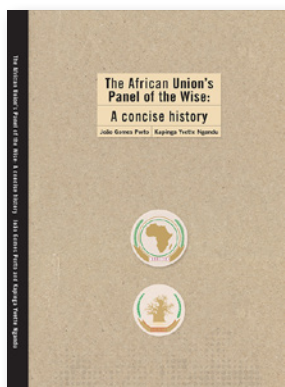 The African Union's Panel of the Wise: A concise history João Gomes Porto and Kapinga Yvette Ngandu
The African Union's
Panel of the Wise:
A concise history
João Gomes Porto Kapinga Yvette Ngandu